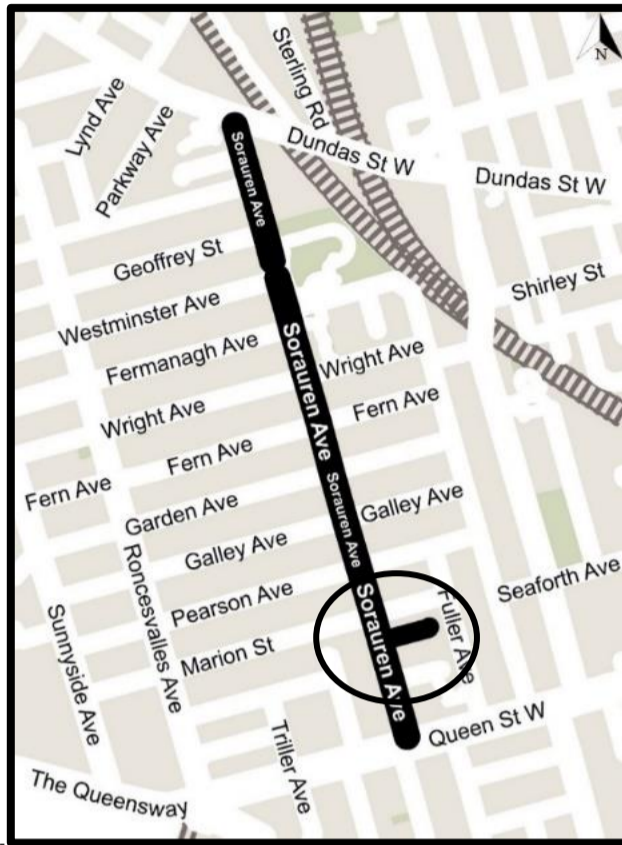 N
Sterling Rd
Lynd Ave
Parkway Ave
Sorauren Ave
Dundas St W
Dundas St W
Geoffrey St
Shirley St
Westminster Ave
Fermanagh Ave
Sorauren Ave
Wright Ave
Wright Ave
Fern Ave
Fern Ave
Fern Ave
Sorauren Ave
Garden Ave
Galley Ave
Galley Ave
Roncesvalles Ave
Seaforth Ave
Pearson Ave
Sorauren Ave
Fuller Ave
Sunnyside Ave
Marion St
Queen St W
Triller Ave
The Queensway